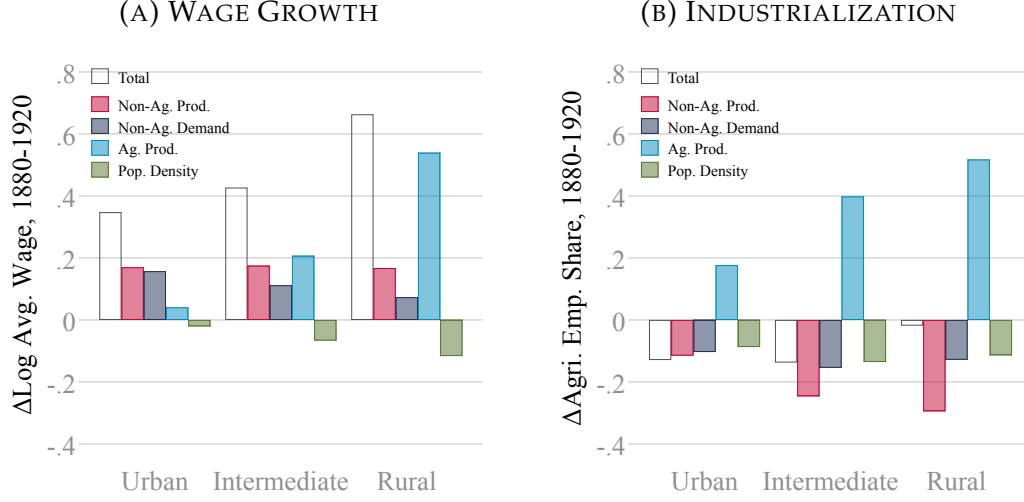 (A) WAGE GROWTH
ΔLog Avg. Wage, 1880-1920
.8
.6
.4
.2
0
-.2
-.4
Total
Non-Ag. Prod.
Non-Ag. Demand
Ag. Prod.
Pop. Density
Urban Intermediate Rural
(B) INDUSTRIALIZATION
ΔAgri. Emp. Share, 1880-1920
.8
.6
.4
.2
0
-.2
-.4
Total
Non-Ag. Prod.
Non-Ag. Demand
Ag. Prod.
Pop. Density
Urban Intermediate Rural